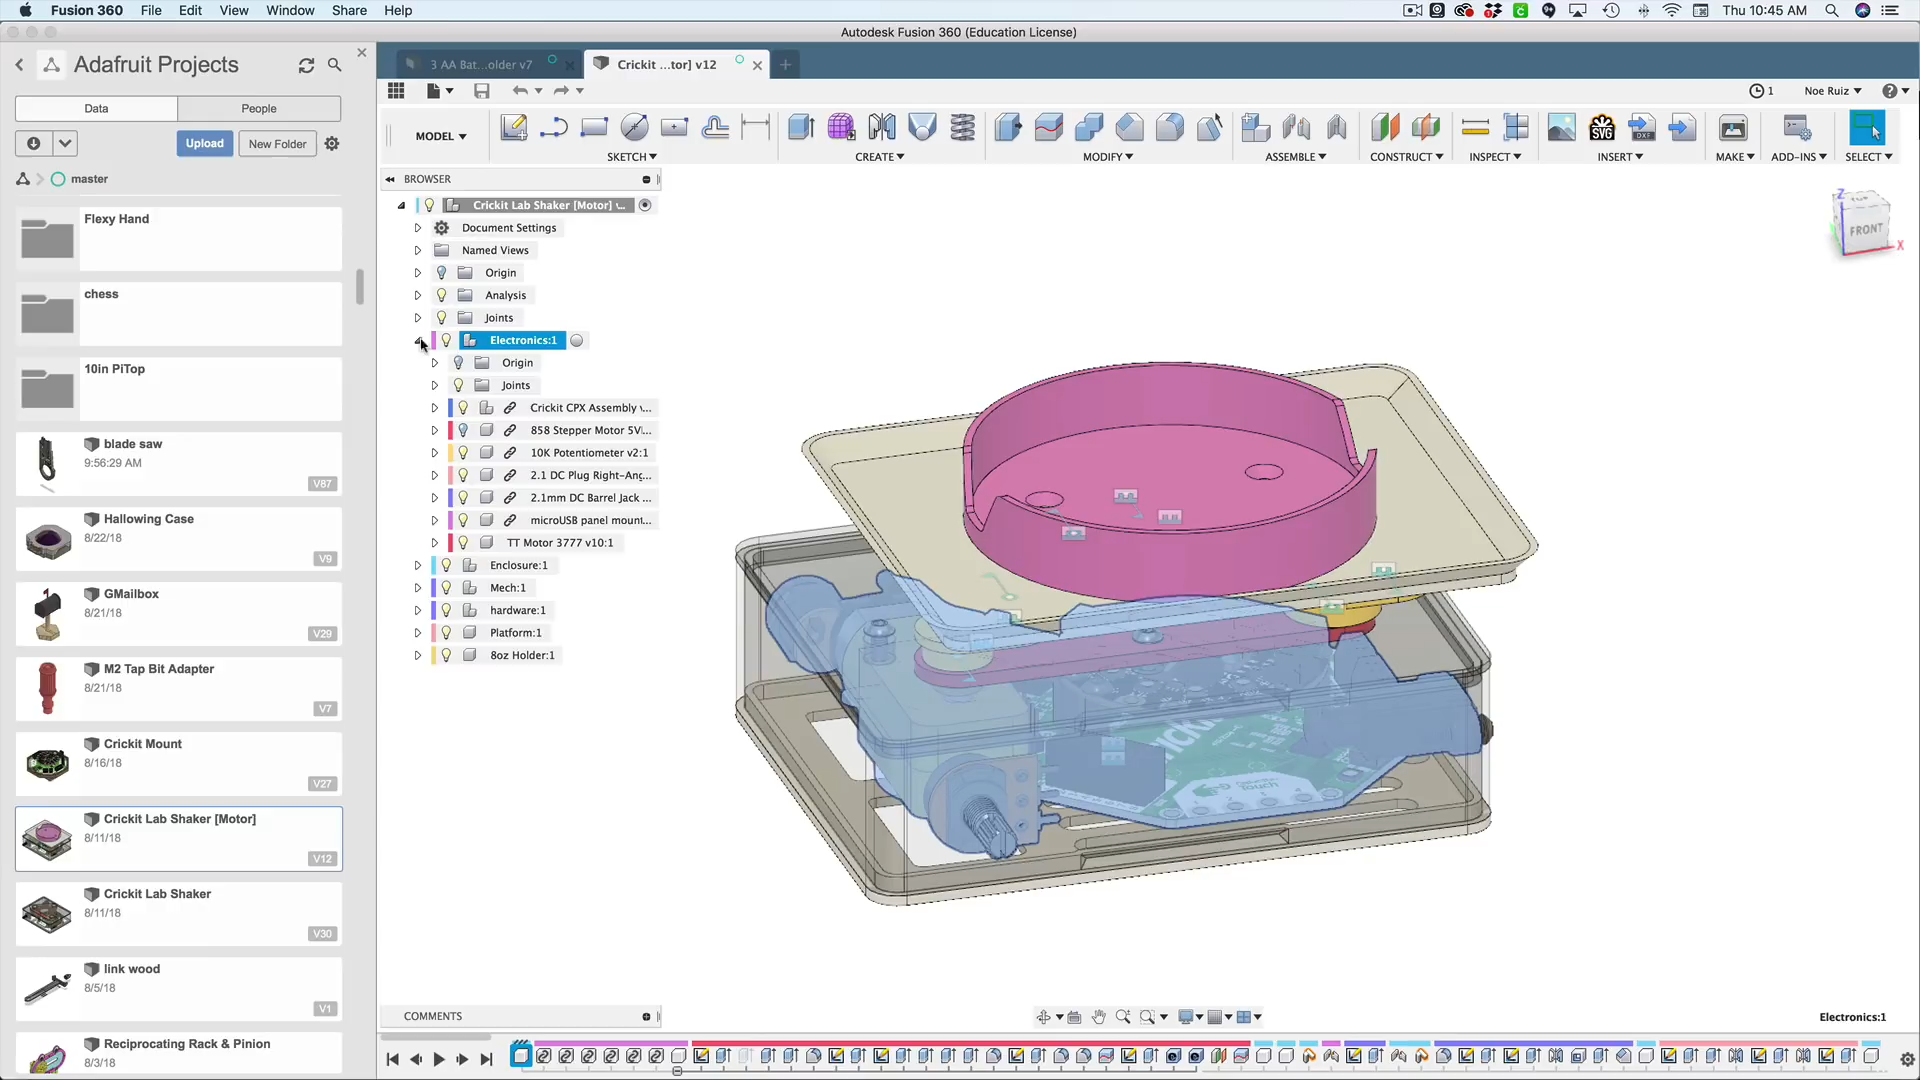 Fusion 360 File Edit View Window Share Help
Thu 10:45 AM
Autodesk Fusion 360 (Education License)
Adafruit Projects
3 AA Bat...older v7
Crickit ...tor] v12
Data People
Upload New Folder
master
1 Noe Ruiz
MODEL
SKETCH CREATE MODIFY ASSEMBLE CONSTRUCT INSPECT INSERT MAKE ADD-INS SELECT
SVG
DXF
BROWSER
Crickit Lab Shaker [Motor] v...
Document Settings
Named Views
Origin
Analysis
Joints
Electronics:1
Origin
Joints
Crickit CPX Assembly v...
858 Stepper Motor 5V...
10K Potentiometer v2:1
2.1 DC Plug Right-Ang...
2.1mm DC Barrel Jack ...
microUSB panel mount...
TT Motor 3777 v10:1
Enclosure:1
Mech:1
hardware:1
Platform:1
8oz Holder:1
Flexy Hand
chess
10in PiTop
blade saw
9:56:29 AM
V87
Hallowing Case
8/22/18
V9
GMailbox
8/21/18
V29
M2 Tap Bit Adapter
8/21/18
V7
Crickit Mount
8/16/18
V27
Crickit Lab Shaker [Motor]
8/11/18
V12
Crickit Lab Shaker
8/11/18
V30
link wood
8/5/18
V1
Reciprocating Rack & Pinion
8/3/18
Z
TOP
FRONT
X
COMMENTS
Electronics:1